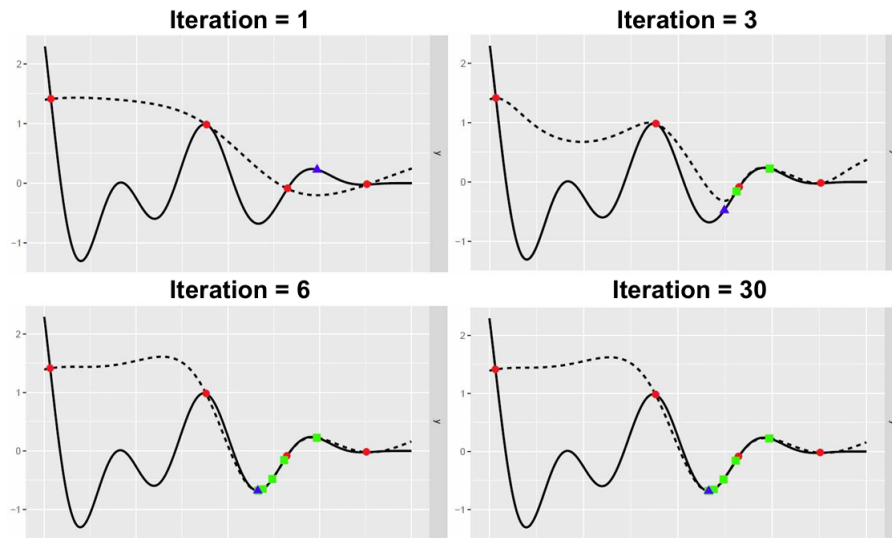 Iteration = 1
2
1
0
−1
y
Iteration = 3
2
1
0
−1
Iteration = 6
2
1
0
−1
y
Iteration = 30
2
1
0
−1
y